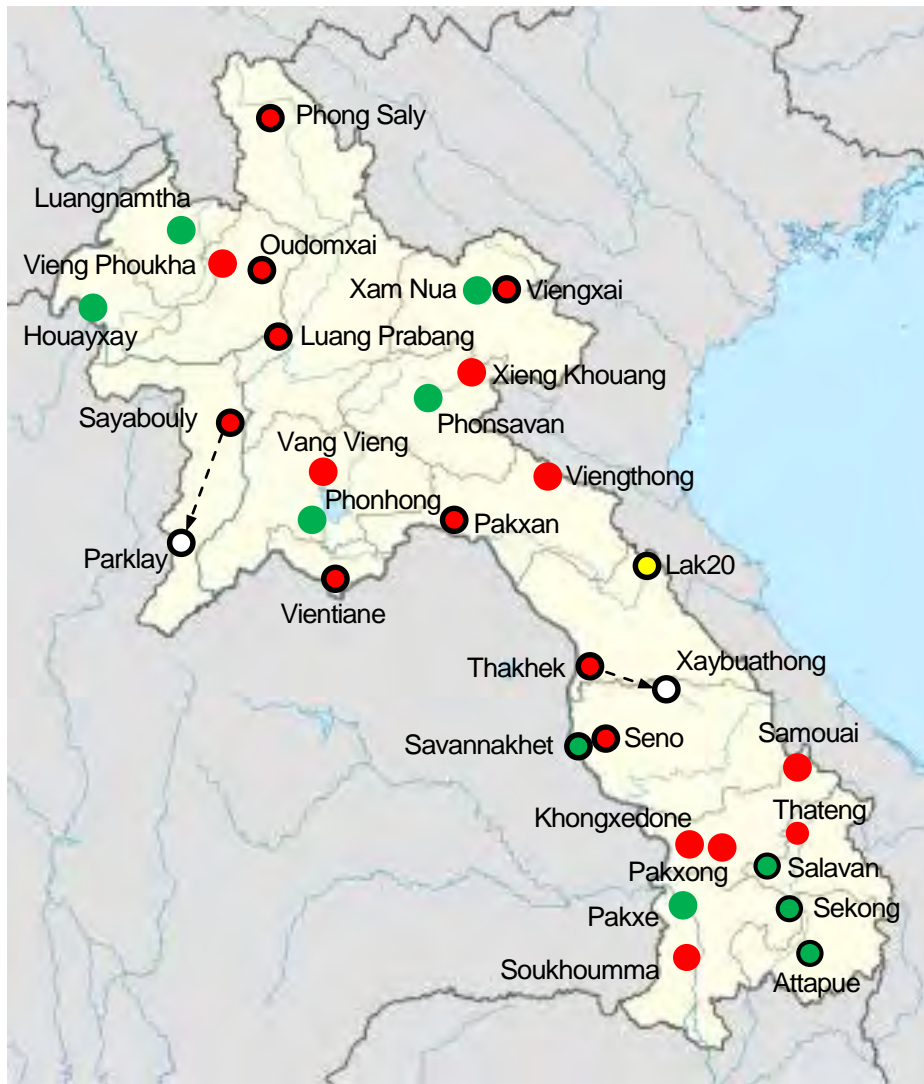 Phong Saly
Luangnamtha
Oudomxai
Vieng Phoukha
Xam Nua
Viengxai
Houayxay
Luang Prabang
Xieng Khouang
Sayabouly
Phonsavan
Vang Vieng
Viengthong
Phonhong
Pakxan
Parklay
Lak20
Vientiane
Thakhek
Xaybuathong
Savannakhet
Seno
Samouai
Khongxedone
Thateng
Pakxong
Salavan
Pakxe
Sekong
Soukhoumma
Attapue